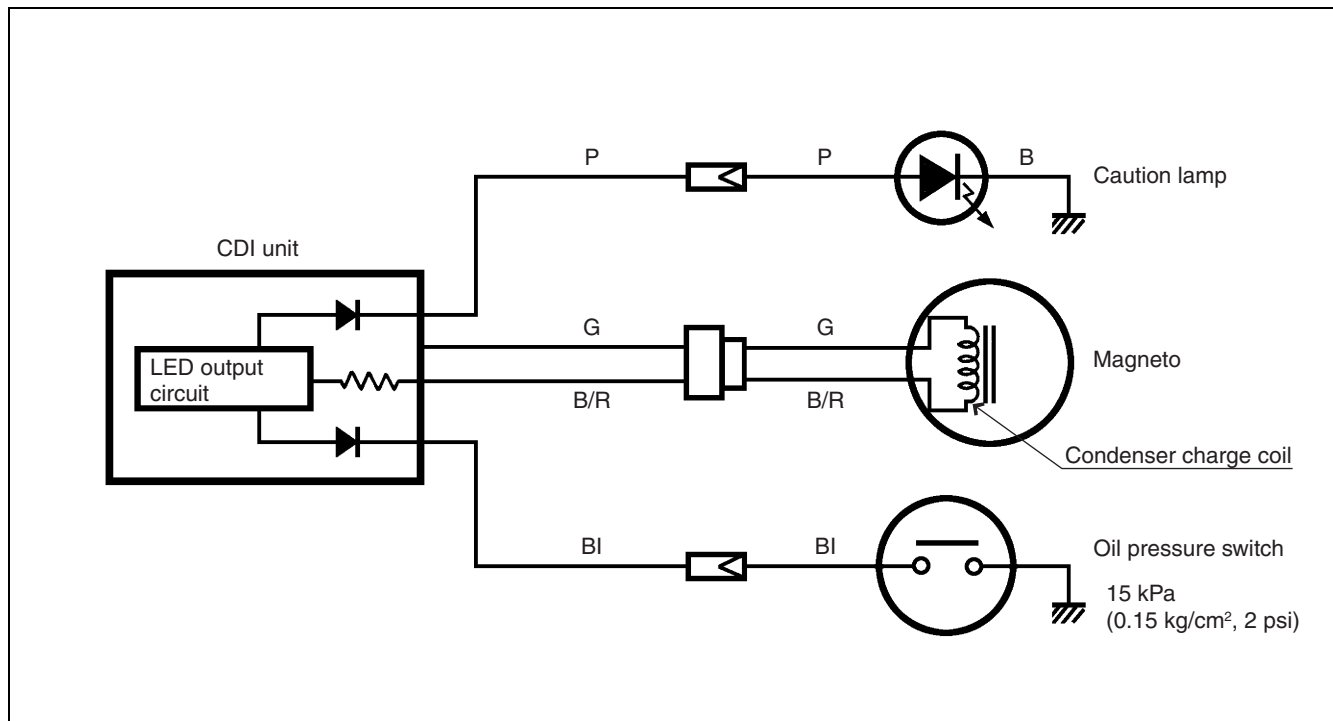 P
P
B
Caution lamp
CDI unit
G
G
LED output
circuit
Magneto
B/R
B/R
Condenser charge coil
Bl
Bl
Oil pressure switch
15 kPa
(0.15 kg/cm², 2 psi)